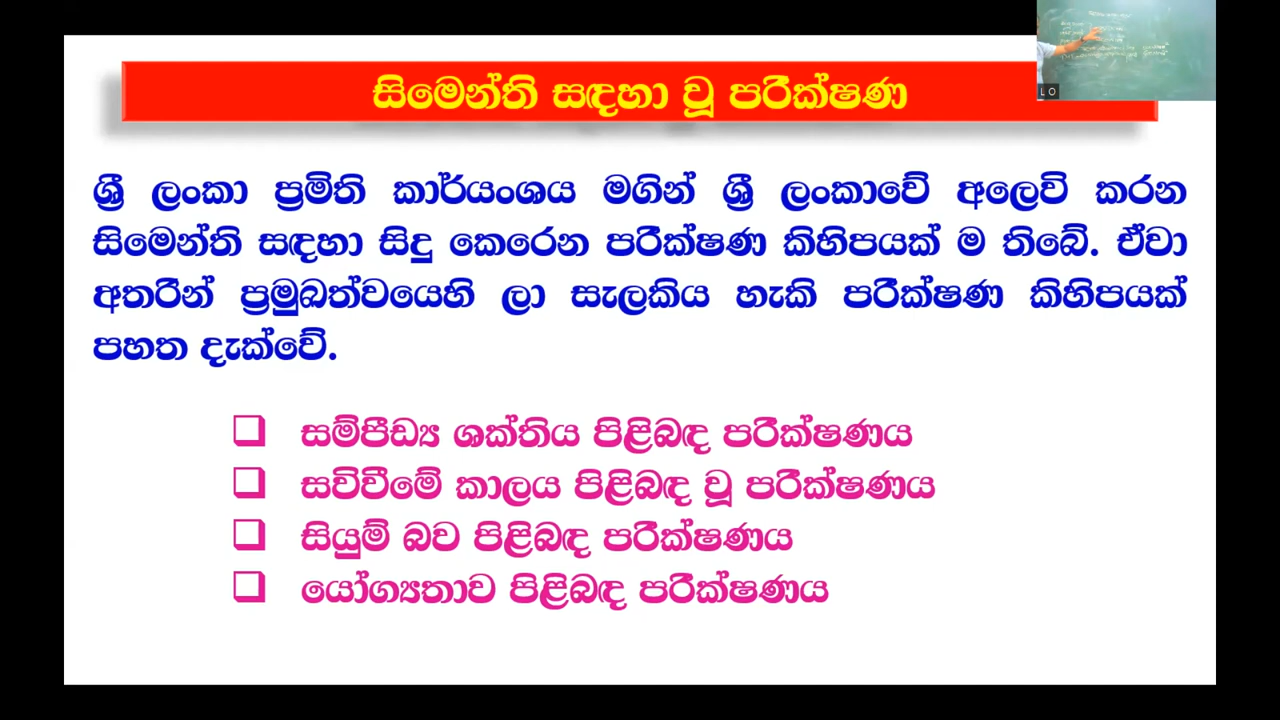 සිමෙන්ති සඳහා වූ පරීක්ෂණ
ශ්‍රී ලංකා ප්‍රමිති කාර්යංශය මගින් ශ්‍රී ලංකාවේ අලෙවි කරන
සිමෙන්ති සඳහා සිදු කෙරෙන පරීක්ෂණ කිහිපයක් ම තිබේ. ඒවා
අතරින් ප්‍රමුඛත්වයෙහි ලා සැලකිය හැකි පරීක්ෂණ කිහිපයක්
පහත දැක්වේ.
❑ සම්පීඩ්‍ය ශක්තිය පිළිබඳ පරීක්ෂණය
❑ සවිවීමේ කාලය පිළිබඳ වූ පරීක්ෂණය
❑ සියුම් බව පිළිබඳ පරීක්ෂණය
❑ යෝග්‍යතාව පිළිබඳ පරීක්ෂණය
L O